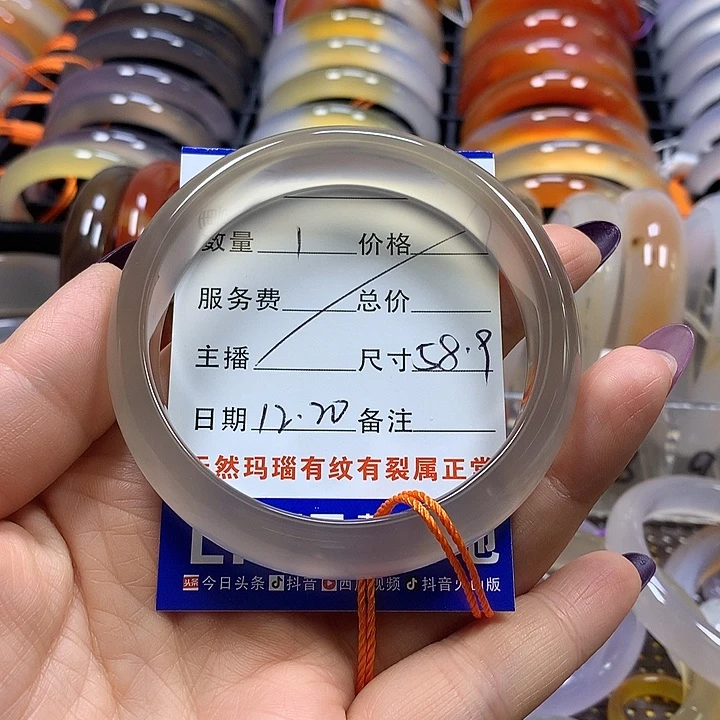 数量 1 价格
服务费 总价
主播 尺寸 58.9
日期 12.20 备注
天然玛瑙有纹有裂属正常
头条 今日头条 抖音 西瓜视频 抖音火山版